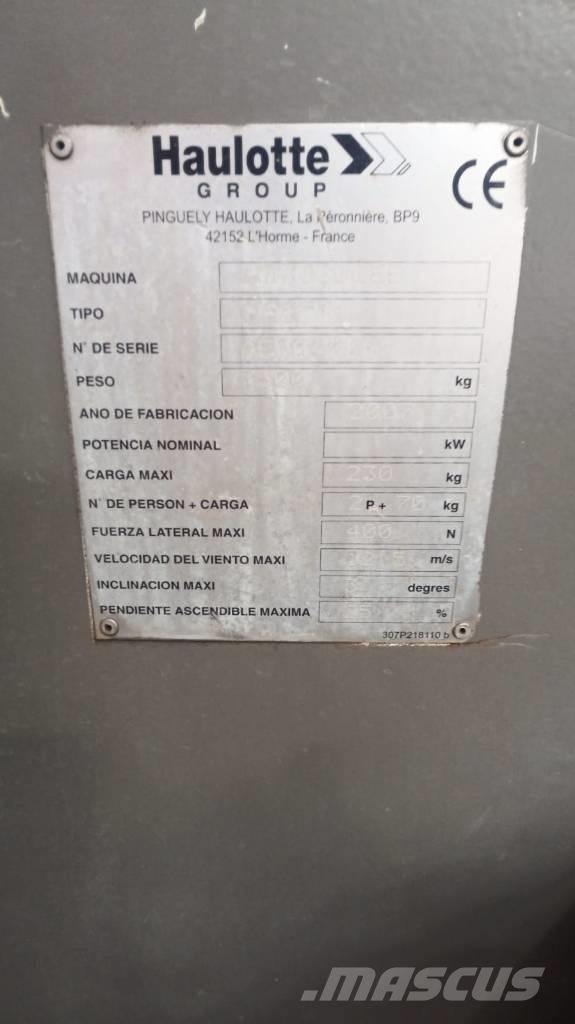 Haulotte
GROUP
CE
PINGUELY HAULOTTE, La Péronnière, BP9
42152 L'Horme - France
MAQUINA
TIPO
N° DE SERIE
PESO kg
ANO DE FABRICACION
POTENCIA NOMINAL kW
CARGA MAXI 230 kg
N° DE PERSON + CARGA P + 70 kg
FUERZA LATERAL MAXI 400 N
VELOCIDAD DEL VIENTO MAXI m/s
INCLINACION MAXI degres
PENDIENTE ASCENDIBLE MAXIMA %
307P218110 b
MASCUS